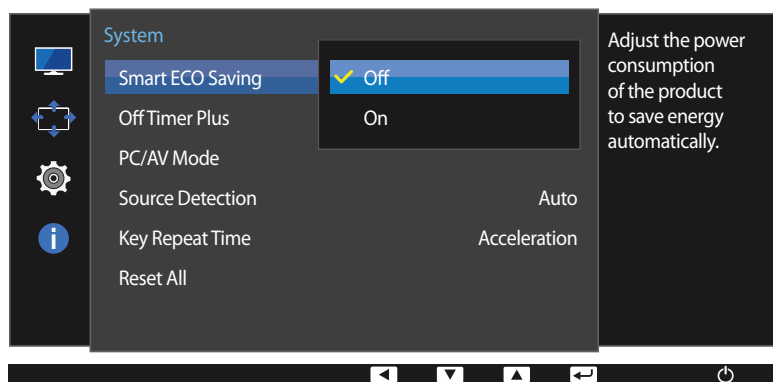 System
Smart ECO Saving
Off
Off Timer Plus
On
PC/AV Mode
Source Detection Auto
Key Repeat Time Acceleration
Reset All
Adjust the power
consumption
of the product
to save energy
automatically.